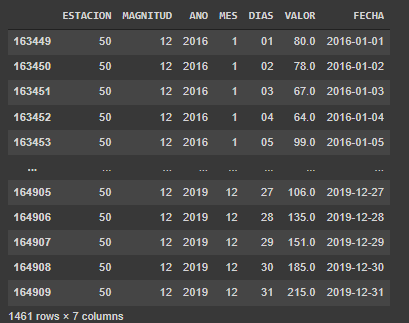 ESTACION MAGNITUD ANO MES DIAS VALOR FECHA
163449 50 12 2016 1 01 80.0 2016-01-01
163450 50 12 2016 1 02 78.0 2016-01-02
163451 50 12 2016 1 03 67.0 2016-01-03
163452 50 12 2016 1 04 64.0 2016-01-04
163453 50 12 2016 1 05 99.0 2016-01-05
... ... ... ... ... ... ... ...
164905 50 12 2019 12 27 106.0 2019-12-27
164906 50 12 2019 12 28 135.0 2019-12-28
164907 50 12 2019 12 29 151.0 2019-12-29
164908 50 12 2019 12 30 185.0 2019-12-30
164909 50 12 2019 12 31 215.0 2019-12-31
1461 rows × 7 columns